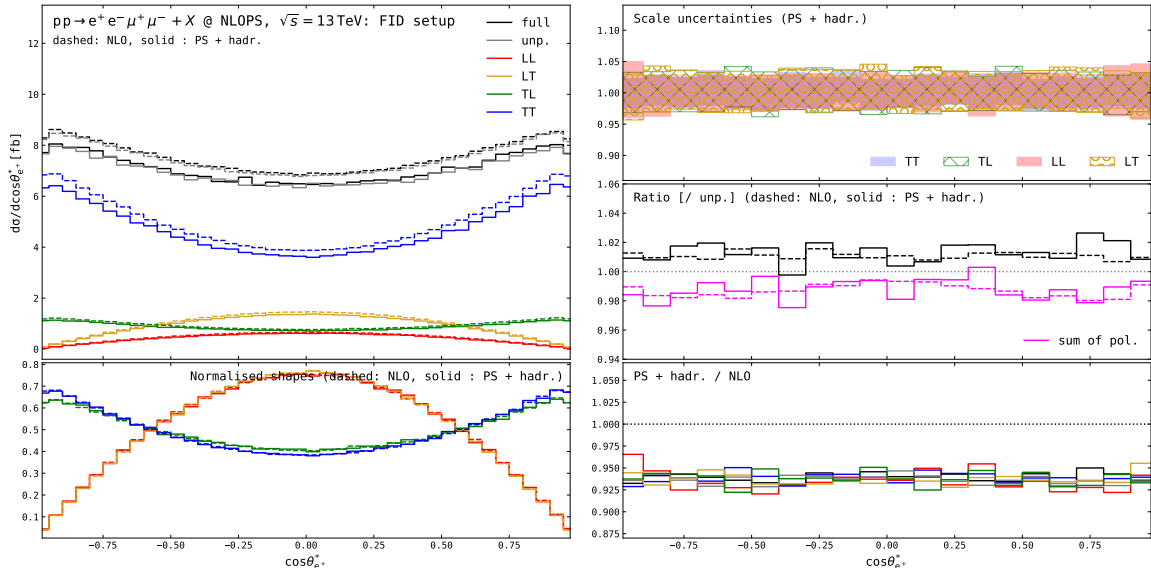 pp → e⁺ e⁻ μ⁺ μ⁻ + X @ NLOPS, √s = 13 TeV: FID setup
dashed: NLO, solid : PS + hadr.
full
unp.
LL
LT
TL
TT
dσ/dcosθ*e⁺ [fb]
12
10
8
6
4
2
0
Normalised shapes (dashed: NLO, solid : PS + hadr.)
0.8
0.7
0.6
0.5
0.4
0.3
0.2
0.1
−0.75 −0.50 −0.25 0.00 0.25 0.50 0.75
cosθ*e⁺
Scale uncertainties (PS + hadr.)
1.10
1.05
1.00
0.95
0.90
TT TL LL LT
Ratio [/ unp.] (dashed: NLO, solid : PS + hadr.)
1.06
1.04
1.02
1.00
0.98
0.96
0.94
sum of pol.
PS + hadr. / NLO
1.050
1.025
1.000
0.975
0.950
0.925
0.900
0.875
−0.75 −0.50 −0.25 0.00 0.25 0.50 0.75
cosθ*e⁺